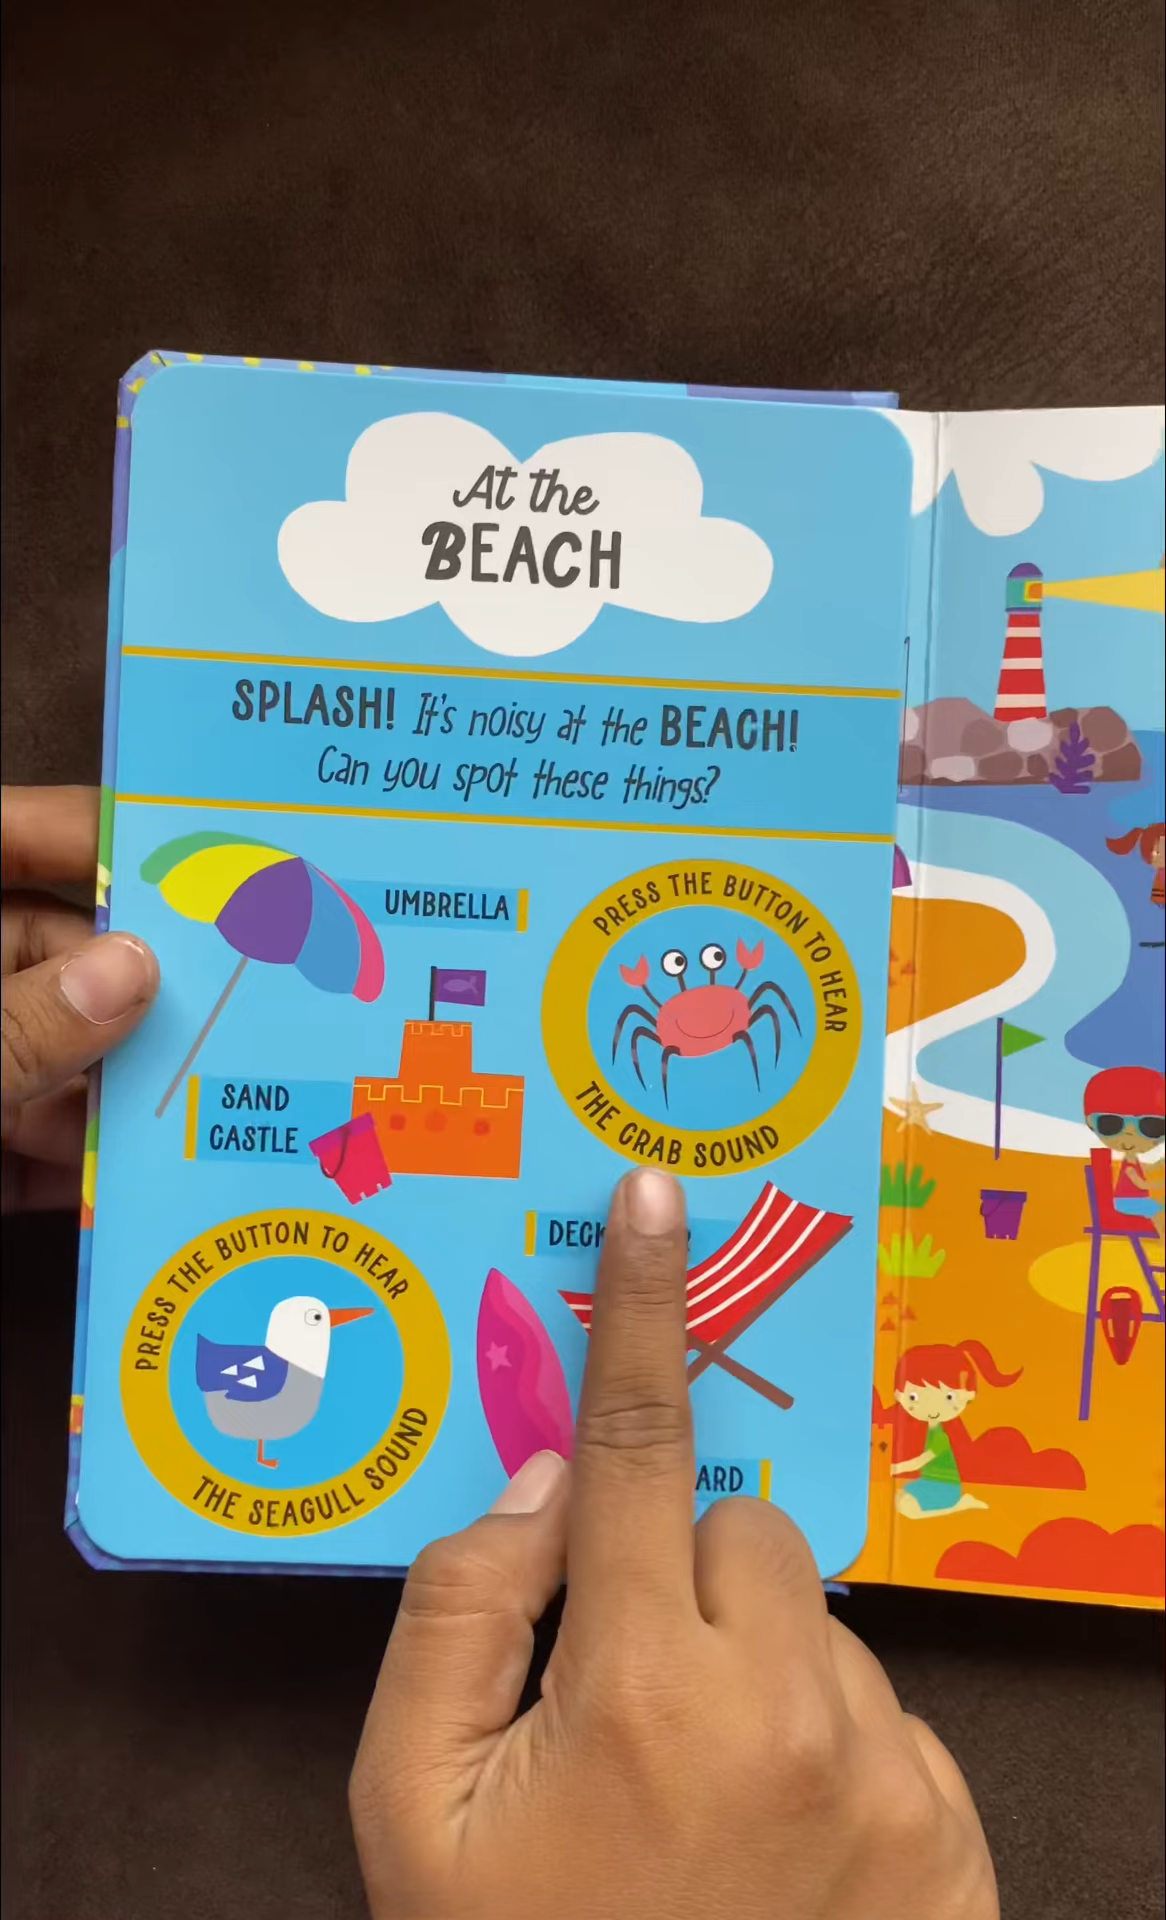 At the
BEACH
SPLASH! It's noisy at the BEACH!
Can you spot these things?
UMBRELLA
PRESS THE BUTTON TO HEAR
THE CRAB SOUND
SAND
CASTLE
PRESS THE BUTTON TO HEAR
THE SEAGULL SOUND